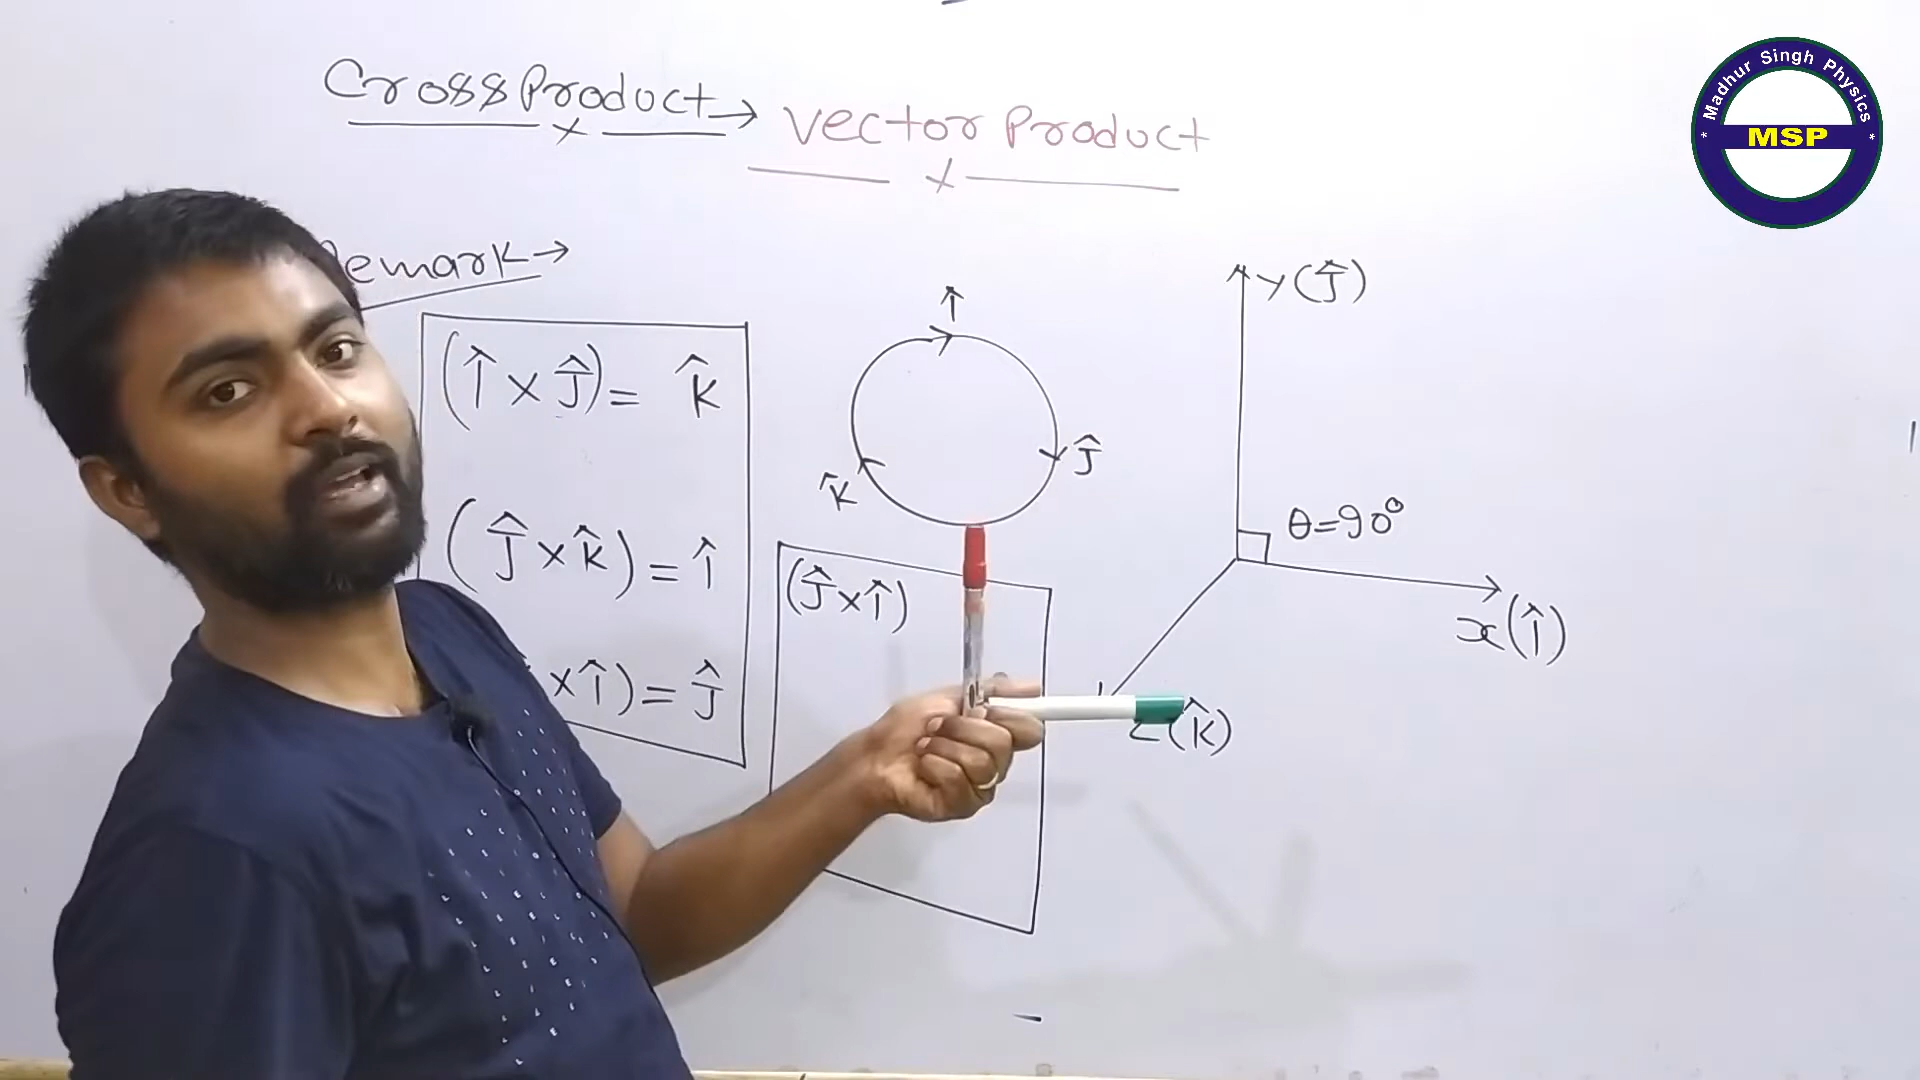 Cross Product → Vector Product
emark →
(î × ĵ) = k̂
(ĵ × k̂) = î
× î) = ĵ
î
ĵ
k̂
(ĵ × î)
Y(ĵ)
θ=90°
x(î)
Z(k̂)
* Madhur Singh Physics *
MSP